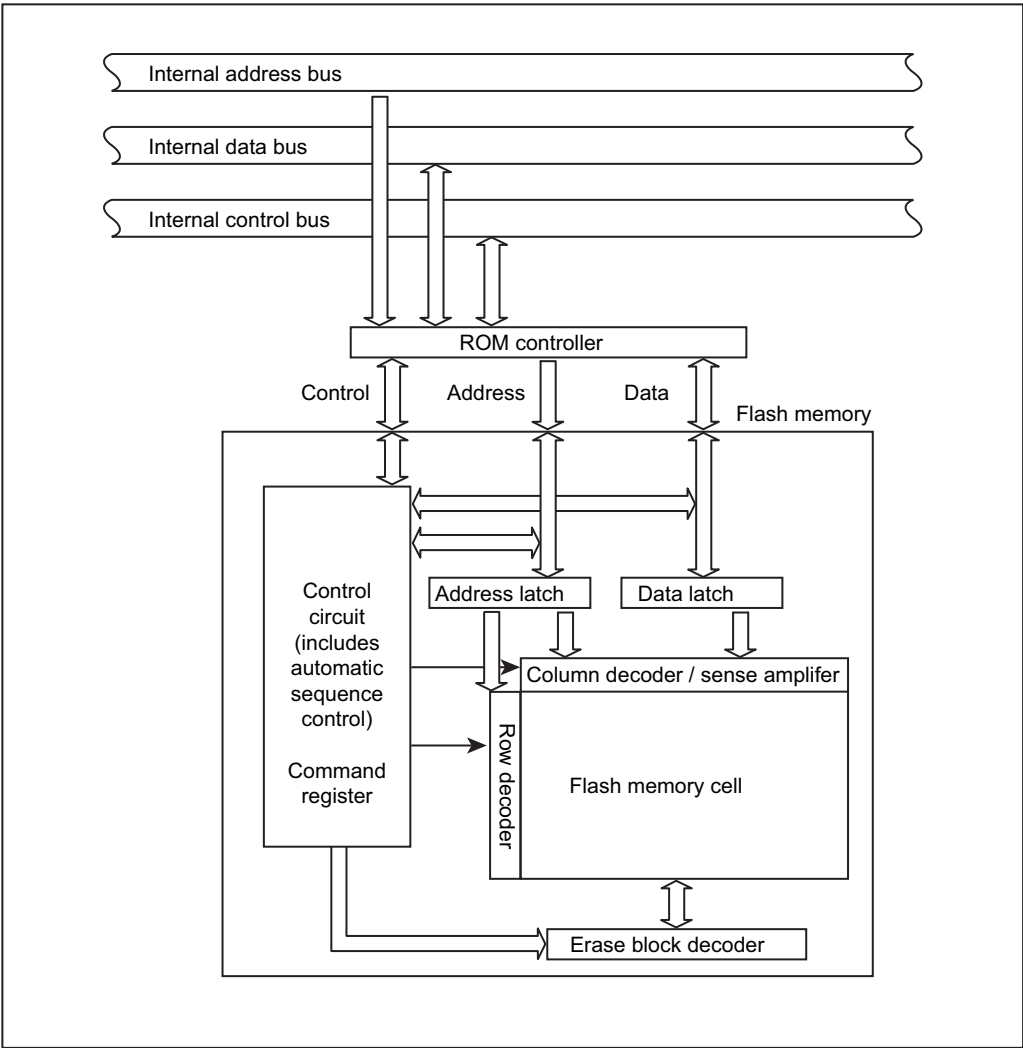 Internal address bus
Internal data bus
Internal control bus
ROM controller
Control
Address
Data
Flash memory
Control
circuit
(includes
automatic
sequence
control)
Command
register
Address latch
Data latch
Column decoder / sense amplifer
Row decoder
Flash memory cell
Erase block decoder